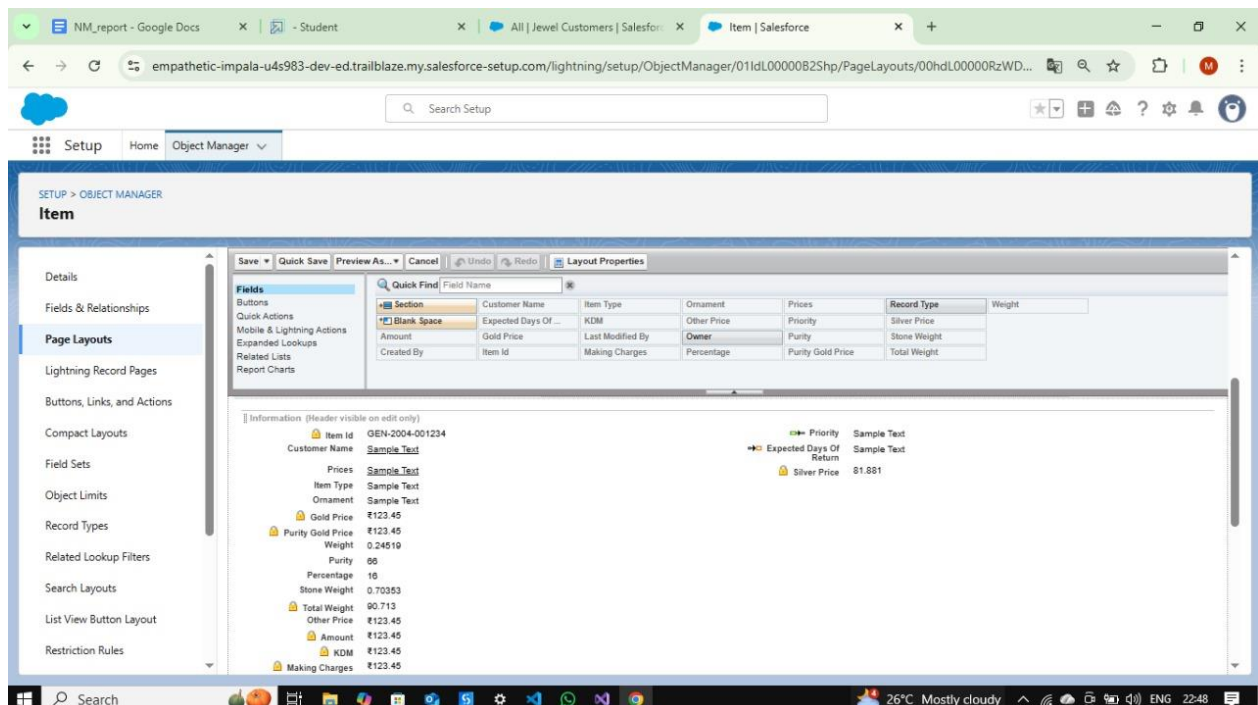 NM_report - Google Docs
- Student
All | Jewel Customers | Salesforc
Item | Salesforce
empathetic-impala-u4s983-dev-ed.trailblaze.my.salesforce-setup.com/lightning/setup/ObjectManager/01IdL00000B2Shp/PageLayouts/00hdL00000RzWD...
M
Search Setup
Setup
Home
Object Manager
SETUP > OBJECT MANAGER
Item
Details
Fields & Relationships
Page Layouts
Lightning Record Pages
Buttons, Links, and Actions
Compact Layouts
Field Sets
Object Limits
Record Types
Related Lookup Filters
Search Layouts
List View Button Layout
Restriction Rules
Save Quick Save Preview As... Cancel Undo Redo Layout Properties
Fields
Buttons
Quick Actions
Mobile & Lightning Actions
Expanded Lookups
Related Lists
Report Charts
Quick Find Field Name
Section Customer Name Item Type Ornament Prices Record Type Weight
Blank Space Expected Days Of ... KDM Other Price Priority Silver Price
Amount Gold Price Last Modified By Owner Purity Stone Weight
Created By Item Id Making Charges Percentage Purity Gold Price Total Weight
Information (Header visible on edit only)
Item Id GEN-2004-001234
Customer Name Sample Text
Prices Sample Text
Item Type Sample Text
Ornament Sample Text
Gold Price ₹123.45
Purity Gold Price ₹123.45
Weight 0.24519
Purity 66
Percentage 16
Stone Weight 0.70353
Total Weight 90.713
Other Price ₹123.45
Amount ₹123.45
KDM ₹123.45
Making Charges ₹123.45
Priority Sample Text
Expected Days Of Return Sample Text
Silver Price 81.881
Search
26°C Mostly cloudy
ENG
22:48